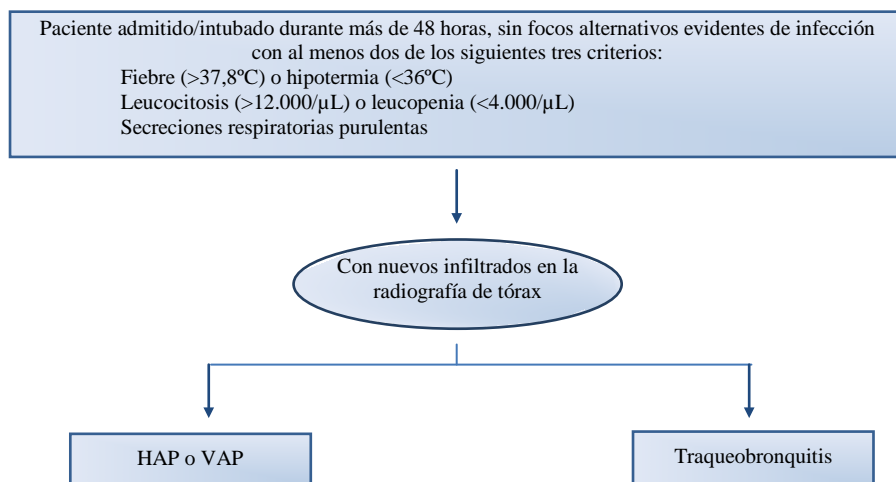 Paciente admitido/intubado durante más de 48 horas, sin focos alternativos evidentes de infección
con al menos dos de los siguientes tres criterios:
Fiebre (>37,8ºC) o hipotermia (<36ºC)
Leucocitosis (>12.000/µL) o leucopenia (<4.000/µL)
Secreciones respiratorias purulentas
Con nuevos infiltrados en la
radiografía de tórax
HAP o VAP
Traqueobronquitis